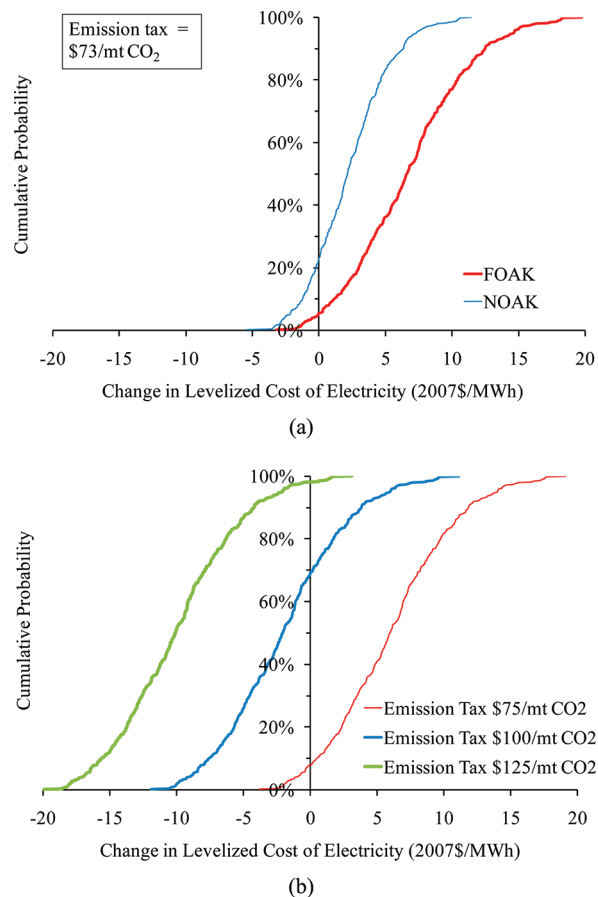 Emission tax =
$73/mt CO₂
Cumulative Probability
100%
80%
60%
40%
20%
0%
FOAK
NOAK
-20 -15 -10 -5 0 5 10 15 20
Change in Levelized Cost of Electricity (2007$/MWh)
(a)
Cumulative Probability
100%
80%
60%
40%
20%
0%
Emission Tax $75/mt CO2
Emission Tax $100/mt CO2
Emission Tax $125/mt CO2
-20 -15 -10 -5 0 5 10 15 20
Change in Levelized Cost of Electricity (2007$/MWh)
(b)